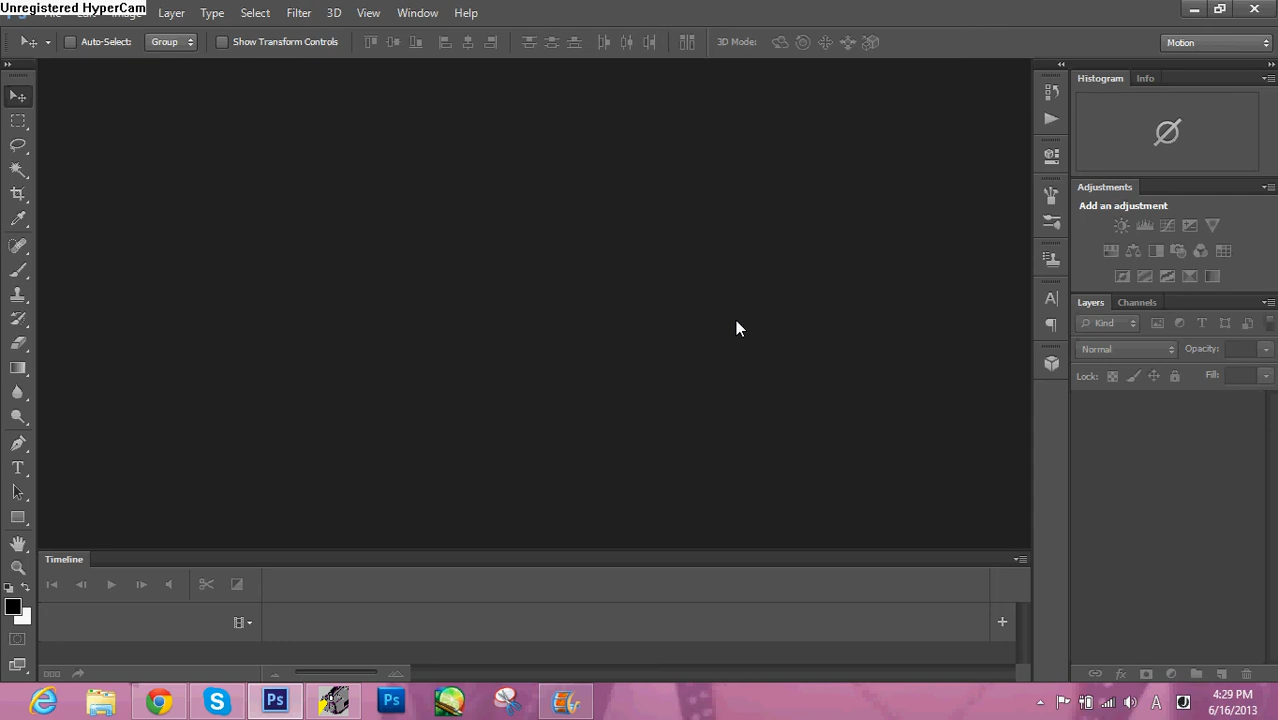 Unregistered HyperCam
Image Layer Type Select Filter 3D View Window Help
Auto-Select: Group Show Transform Controls 3D Mode: Motion
Histogram Info
Adjustments
Add an adjustment
Layers Channels
Kind
Normal Opacity:
Lock: Fill:
Timeline
4:29 PM
6/16/2013